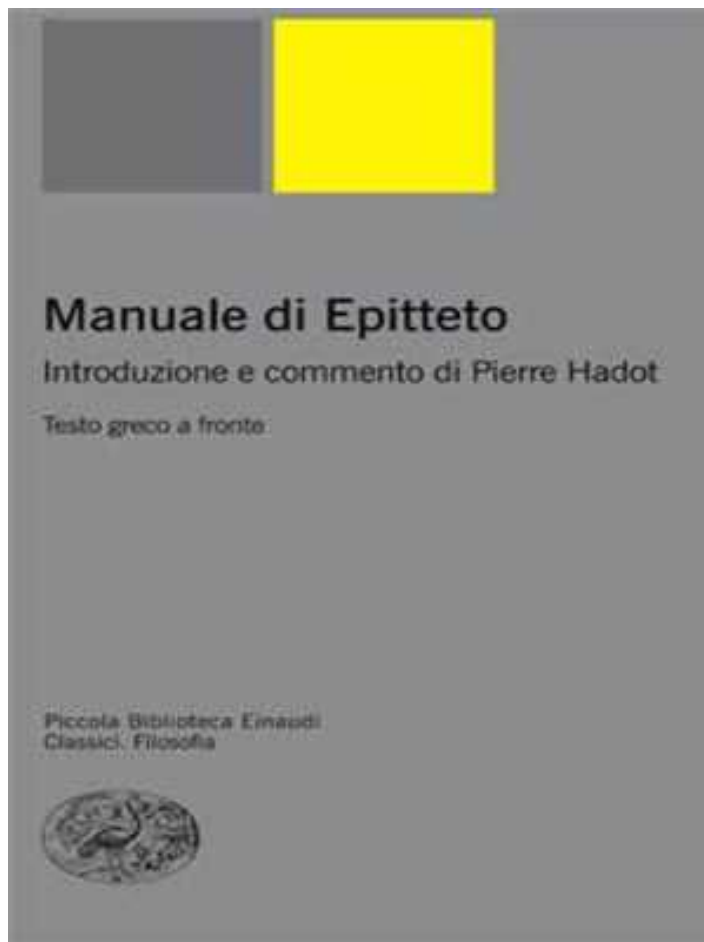 Manuale di Epitteto
Introduzione e commento di Pierre Hadot
Testo greco a fronte
Piccola Biblioteca Einaudi
Classici. Filosofia